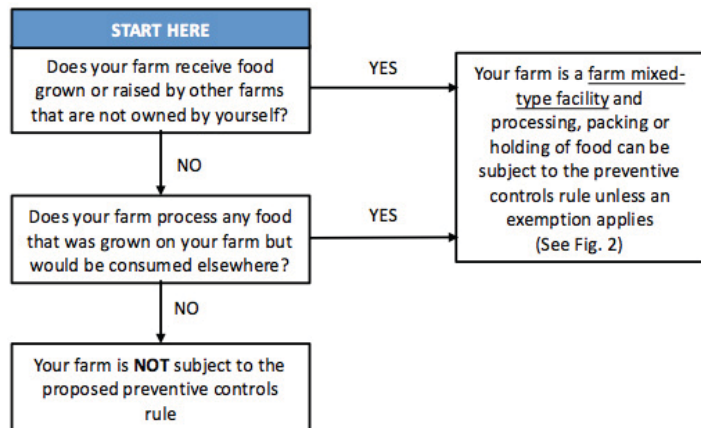 START HERE
Does your farm receive food
grown or raised by other farms
that are not owned by yourself?
YES
Your farm is a farm mixed-
type facility and
processing, packing or
holding of food can be
subject to the preventive
controls rule unless an
exemption applies
(See Fig. 2)
NO
Does your farm process any food
that was grown on your farm but
would be consumed elsewhere?
YES
NO
Your farm is NOT subject to the
proposed preventive controls
rule